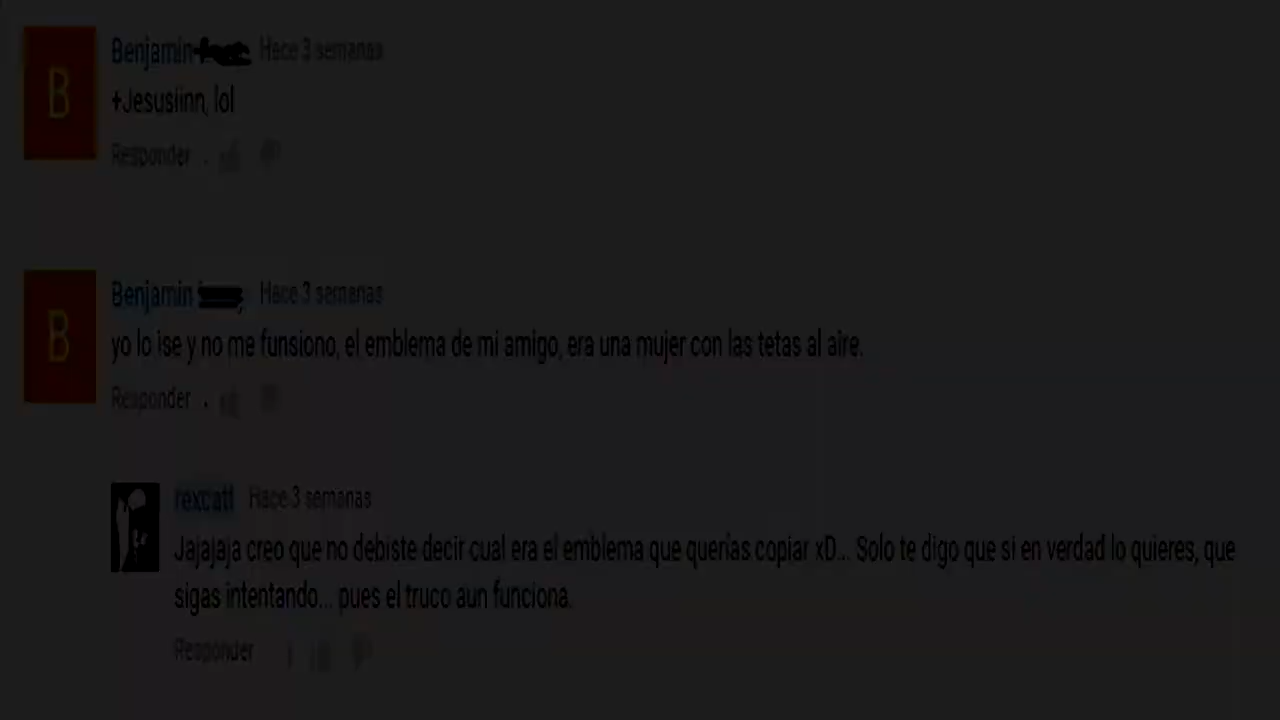 B
Benjamin Hace 3 semanas
+Jesusiinn, lol
Responder .
B
Benjamin Hace 3 semanas
yo lo ise y no me funsiono, el emblema de mi amigo, era una mujer con las tetas al aire.
Responder .
rexcatl Hace 3 semanas
Jajajaja creo que no debiste decir cual era el emblema que querías copiar xD... Solo te digo que si en verdad lo quieres, que
sigas intentando... pues el truco aun funciona.
Responder